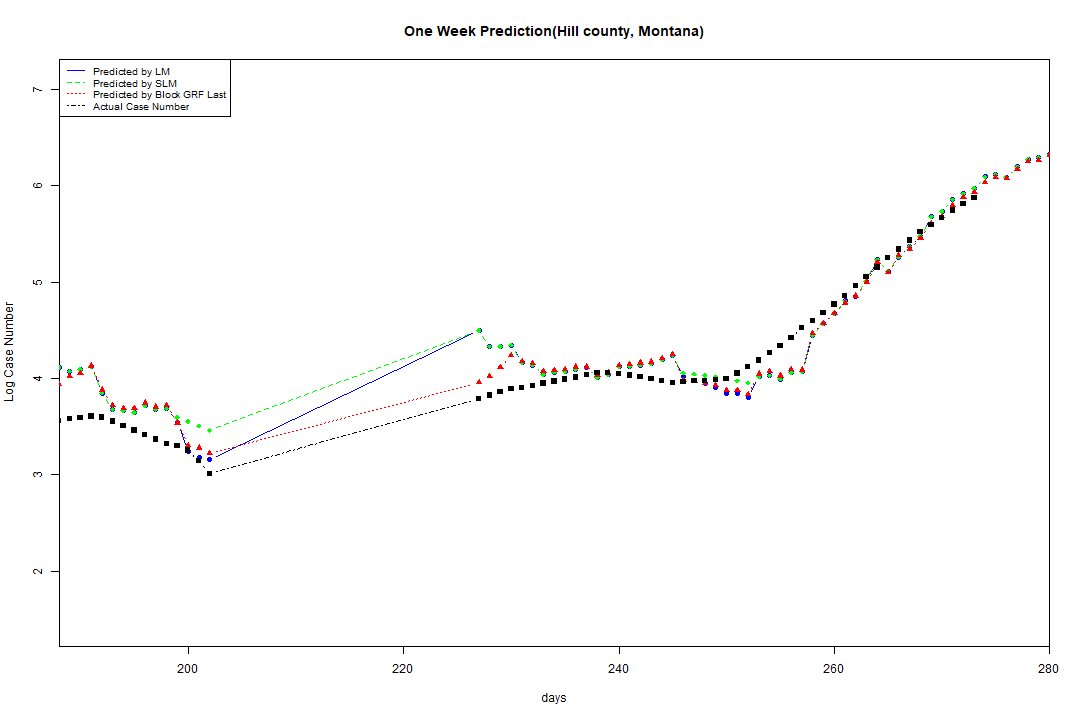 One Week Prediction(Hill county, Montana)
Predicted by LM
Predicted by SLM
Predicted by Block GRF Last
Actual Case Number
7
6
5
4
3
2
Log Case Number
200 220 240 260 280
days